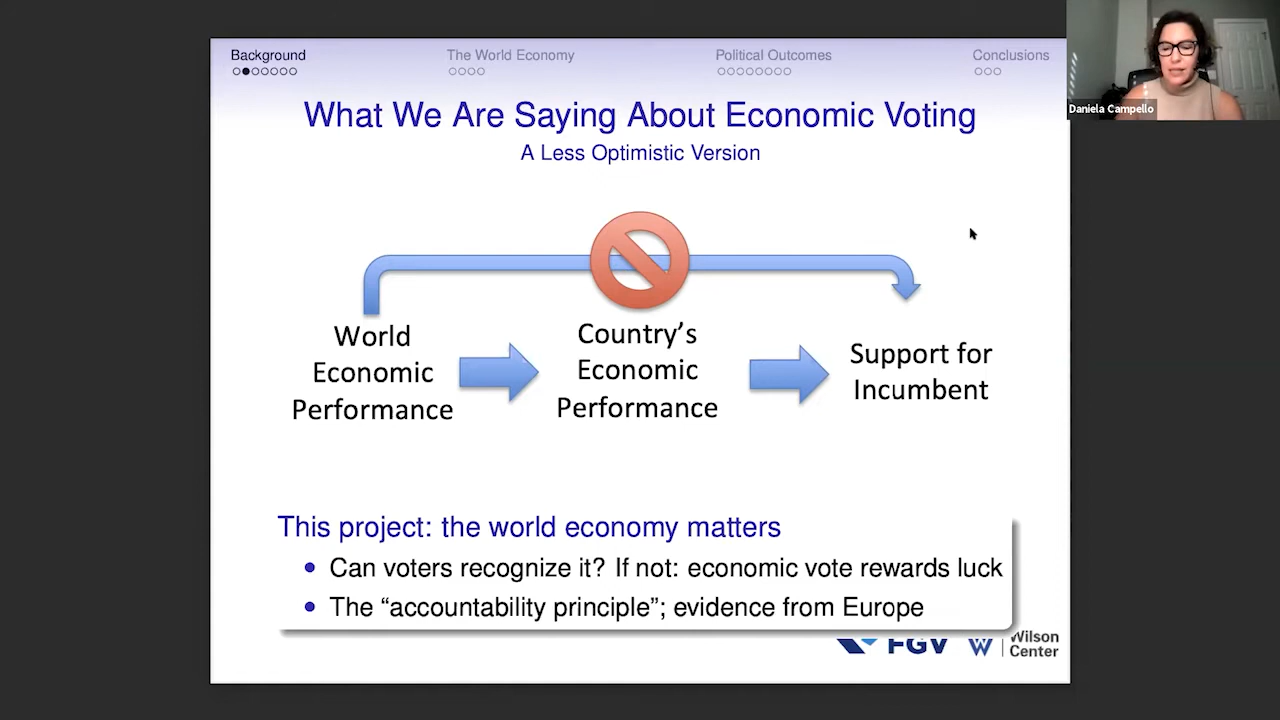 Background
The World Economy
Political Outcomes
Conclusions
Daniela Campello
What We Are Saying About Economic Voting
A Less Optimistic Version
World
Economic
Performance
Country’s
Economic
Performance
Support for
Incumbent
This project: the world economy matters
• Can voters recognize it? If not: economic vote rewards luck
• The “accountability principle”; evidence from Europe
FGV
Wilson
Center